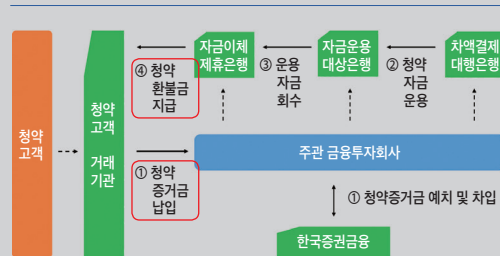 청약
고객
청약
고객
거래
기관
④ 청약
환불금
지급
① 청약
증거금
납입
자금이체
제휴은행
③ 운용
자금
회수
자금운용
대상은행
② 청약
자금
운용
차액결제
대행은행
주관 금융투자회사
① 청약증거금 예치 및 차입
한국증권금융